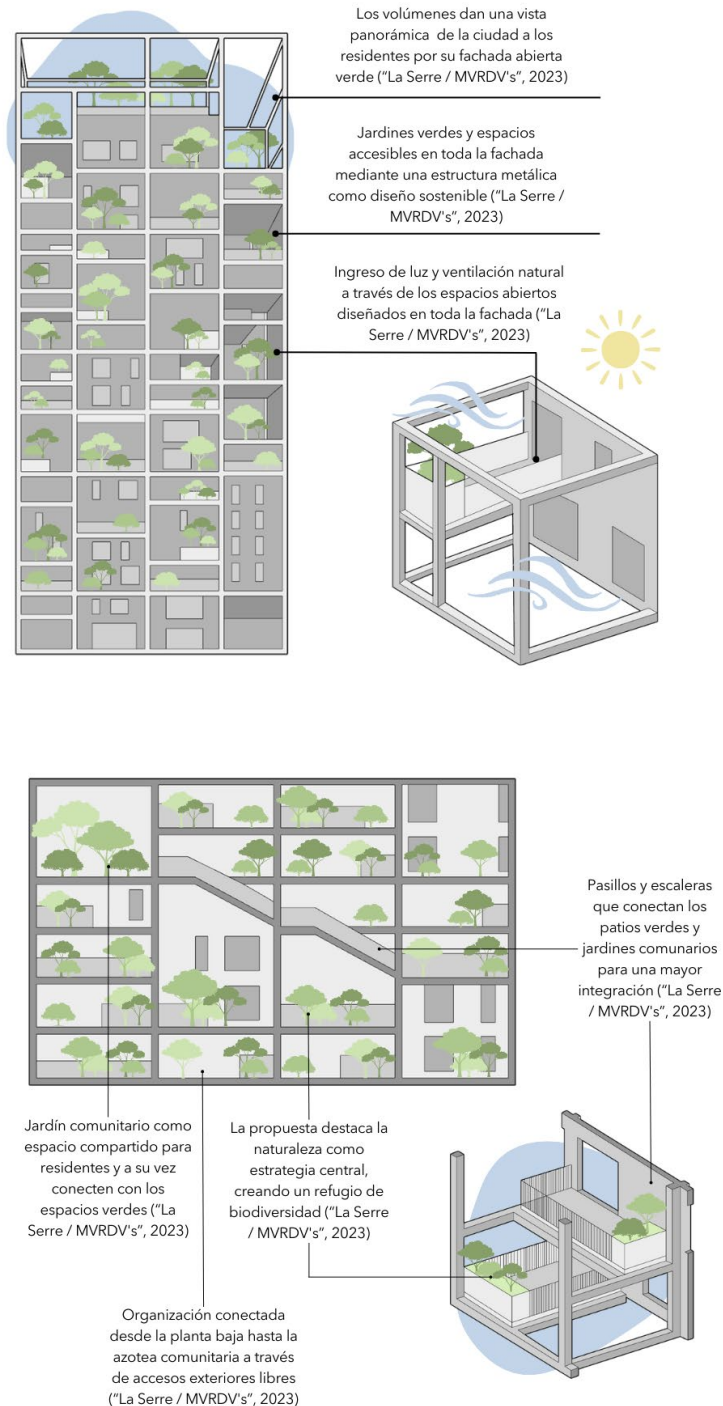 Los volúmenes dan una vista
panorámica de la ciudad a los
residentes por su fachada abierta
verde (“La Serre / MVRDV's”, 2023)
Jardines verdes y espacios
accesibles en toda la fachada
mediante una estructura metálica
como diseño sostenible (“La Serre /
MVRDV's”, 2023)
Ingreso de luz y ventilación natural
a través de los espacios abiertos
diseñados en toda la fachada (“La
Serre / MVRDV's”, 2023)
Pasillos y escaleras
que conectan los
patios verdes y
jardines comunarios
para una mayor
integración (“La Serre
/ MVRDV's”, 2023)
Jardín comunitario como
espacio compartido para
residentes y a su vez
conecten con los
espacios verdes (“La
Serre / MVRDV's”, 2023)
La propuesta destaca la
naturaleza como
estrategia central,
creando un refugio de
biodiversidad (“La Serre
/ MVRDV's”, 2023)
Organización conectada
desde la planta baja hasta la
azotea comunitaria a través
de accesos exteriores libres
(“La Serre / MVRDV's”, 2023)